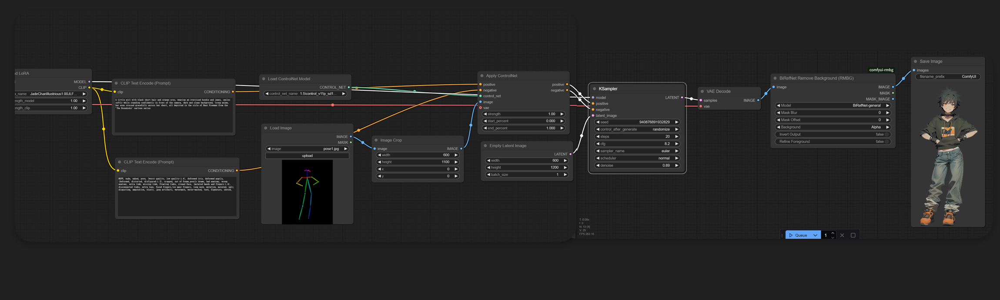 d LoRA
MODEL
CLIP
a_name JadeChanIllustrious1.00JLF...
ength_model 1.00
ength_clip 1.00
CLIP Text Encode (Prompt)
clip
CONDITIONING
A little girl with black short hair and orange eyes, wearing an oversized hoodie and jeans, smiles
softly while standing confidently in front of the camera, dark and clean background, trong anime,
her arms crossed gracefully across her chest, all depicted in the style of Huey Freeman from the
'The Boondocks' cartoon series
CLIP Text Encode (Prompt)
clip
CONDITIONING
NSFW, nude, naked, porn, (worst quality, low quality:1.4), deformed iris, deformed pupils,
(deformed, distorted, disfigured:1.3), cropped, out of frame,poorly drawn, bad anatomy, wrong
anatomy, extra limb, missing limb, floating limbs, cloned face, (mutated hands and fingers:1.4),
disconnected limbs, extra legs, fused fingers,too many fingers, long neck, mutation, mutated, ugly,
disgusting, amputation, blurry, jpeg artifacts, watermark, water-marked, text, Signature, sketch,
Load ControlNet Model
CONTROL_NET
control_net_name 1.5\control_v11p_sd1...
Load Image
IMAGE
MASK
image pose1.jpg
upload
Image Crop
image
IMAGE
width 600
height 1100
x 0
y 0
Apply ControlNet
positive
negative
control_net
image
vae
positive
negative
strength 1.00
start_percent 0.000
end_percent 1.000
Empty Latent Image
LATENT
width 600
height 1200
batch_size 1
KSampler
model
positive
negative
latent_image
LATENT
seed 940876891932829
control_after_generate randomize
steps 20
cfg 8.2
sampler_name euler
scheduler normal
denoise 0.69
T: 0.00s
I: 0
N: 13 [4]
V: 26
FPS:263.16
VAE Decode
samples
vae
IMAGE
comfyui-rmbg
BiRefNet Remove Background (RMBG)
image
IMAGE
MASK
MASK_IMAGE
Model BiRefNet-general
Mask Blur 0
Mask Offset 0
Background Alpha
Invert Output false
Refine Foreground false
Save Image
images
filename_prefix ComfyUI
Queue
1